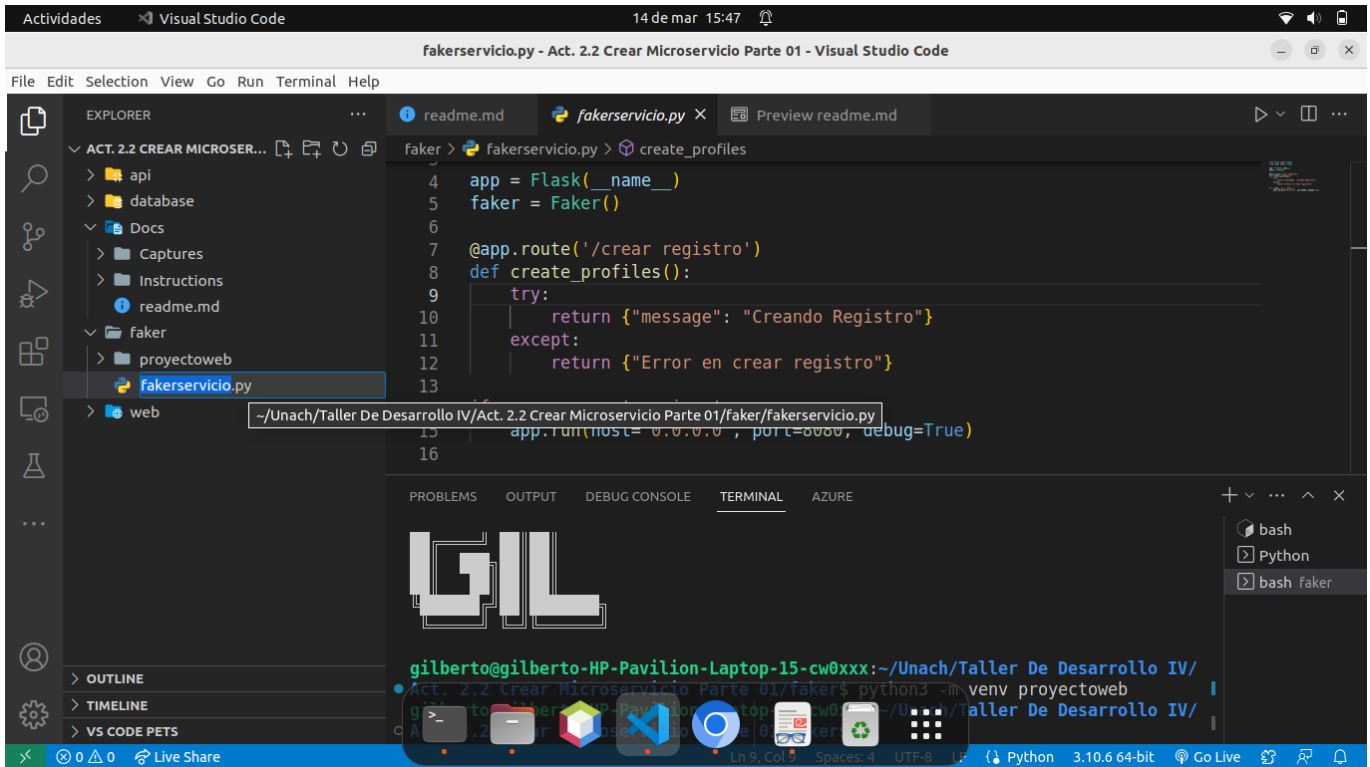 Actividades Visual Studio Code 14 de mar 15:47
fakerservicio.py - Act. 2.2 Crear Microservicio Parte 01 - Visual Studio Code
File Edit Selection View Go Run Terminal Help
EXPLORER
ACT. 2.2 CREAR MICROSER...
api
database
Docs
Captures
Instructions
readme.md
faker
proyectoweb
fakerservicio.py
web
~/Unach/Taller De Desarrollo IV/Act. 2.2 Crear Microservicio Parte 01/faker/fakerservicio.py
OUTLINE
TIMELINE
VS CODE PETS
readme.md fakerservicio.py Preview readme.md
faker > fakerservicio.py > create_profiles
4 app = Flask(__name__)
5 faker = Faker()
6
7 @app.route('/crear registro')
8 def create_profiles():
9 try:
10 return {"message": "Creando Registro"}
11 except:
12 return {"Error en crear registro"}
13
15 app.run(host='0.0.0.0', port=8080, debug=True)
16
PROBLEMS OUTPUT DEBUG CONSOLE TERMINAL AZURE
bash
Python
bash faker
GIL
gilberto@gilberto-HP-Pavilion-Laptop-15-cw0xxx:~/Unach/Taller De Desarrollo IV/
Act. 2.2 Crear Microservicio Parte 01/faker$ python3 -m venv proyectoweb
aller De Desarrollo IV/
0 0 Live Share Ln 9, Col 9 Spaces: 4 UTF-8 LF Python 3.10.6 64-bit Go Live